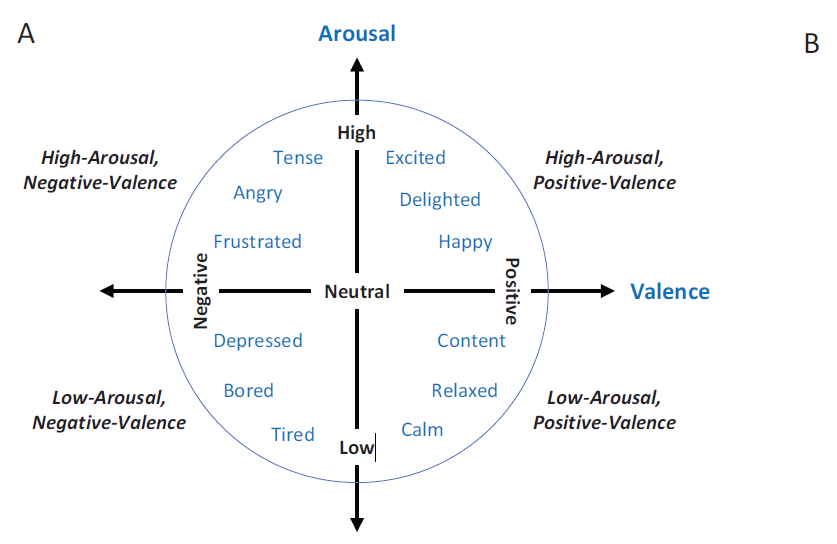 A
Arousal
B
High
High-Arousal,
Negative-Valence
Tense
Excited
High-Arousal,
Positive-Valence
Angry
Delighted
Frustrated
Happy
Negative
Neutral
Positive
Valence
Depressed
Content
Bored
Relaxed
Low-Arousal,
Negative-Valence
Low-Arousal,
Positive-Valence
Tired
Calm
Low